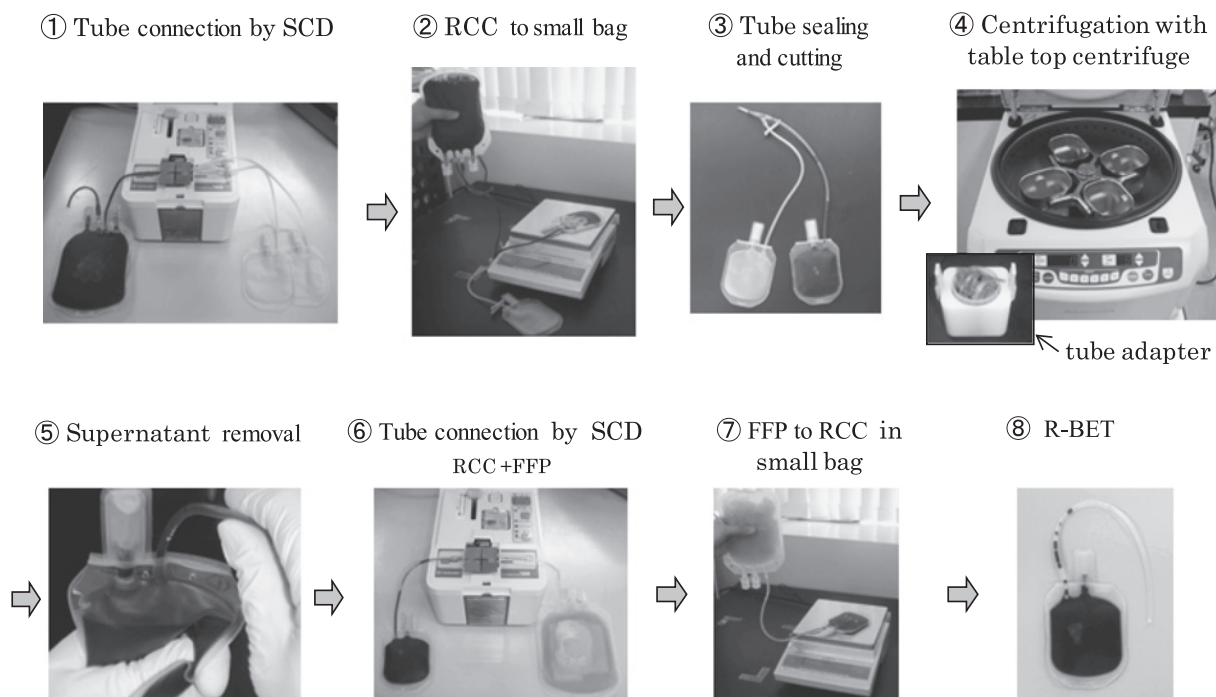 ① Tube connection by SCD
② RCC to small bag
③ Tube sealing
and cutting
④ Centrifugation with
table top centrifuge
tube adapter
⑤ Supernatant removal
⑥ Tube connection by SCD
RCC+FFP
⑦ FFP to RCC in
small bag
⑧ R-BET